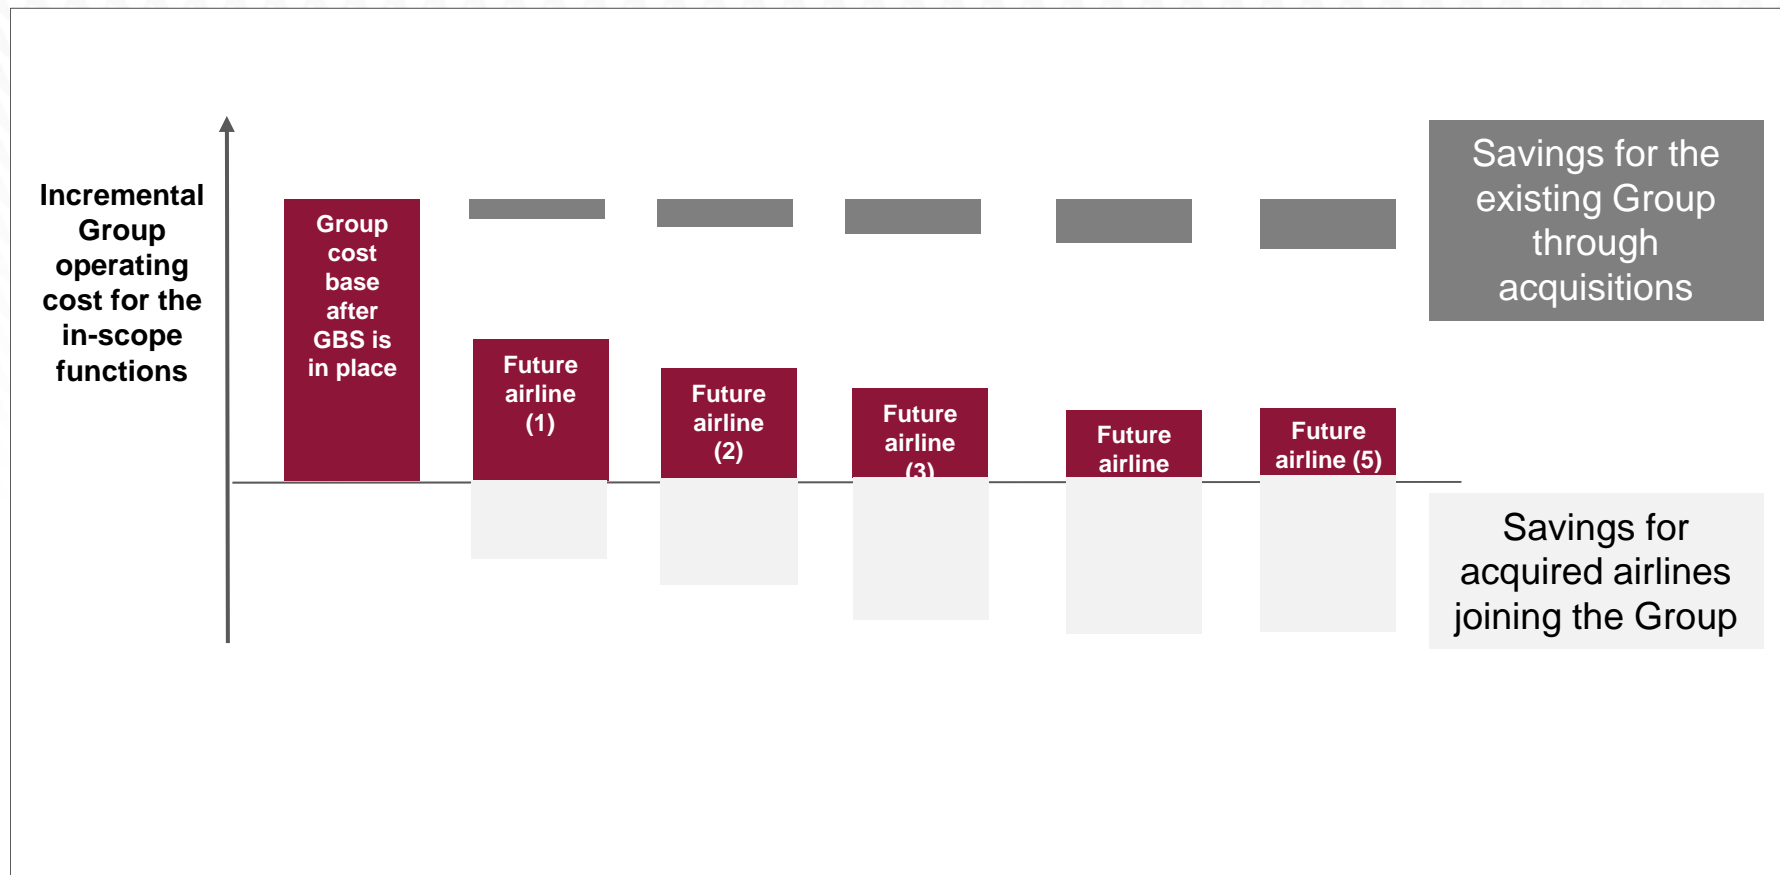 Incremental
Group
operating
cost for the
in-scope
functions
Group
cost
base
after
GBS is
in place
Future
airline
(1)
Future
airline
(2)
Future
airline
(3)
Future
airline
Future
airline (5)
Savings for the
existing Group
through
acquisitions
Savings for
acquired airlines
joining the Group